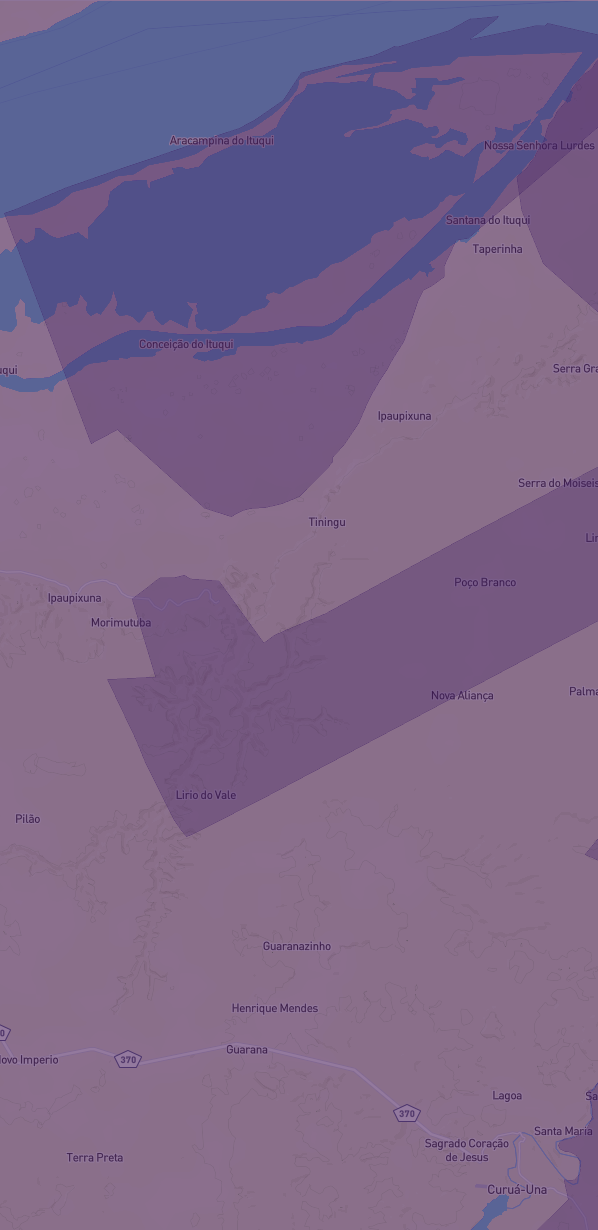 Aracampina do Ituqui
Nossa Senhora Lurdes
Santana do Ituqui
Taperinha
Conceição do Ituqui
uqui
Serra Gra
Ipaupixuna
Serra do Moiseis
Tiningu
Lir
Poço Branco
Ipaupixuna
Morimutuba
Nova Aliança
Palma
Lirio do Vale
Pilão
Guaranazinho
Henrique Mendes
0
Guarana
ovo Imperio
370
Lagoa
Sa
370
Santa Maria
Sagrado Coração
de Jesus
Terra Preta
Curuá-Una